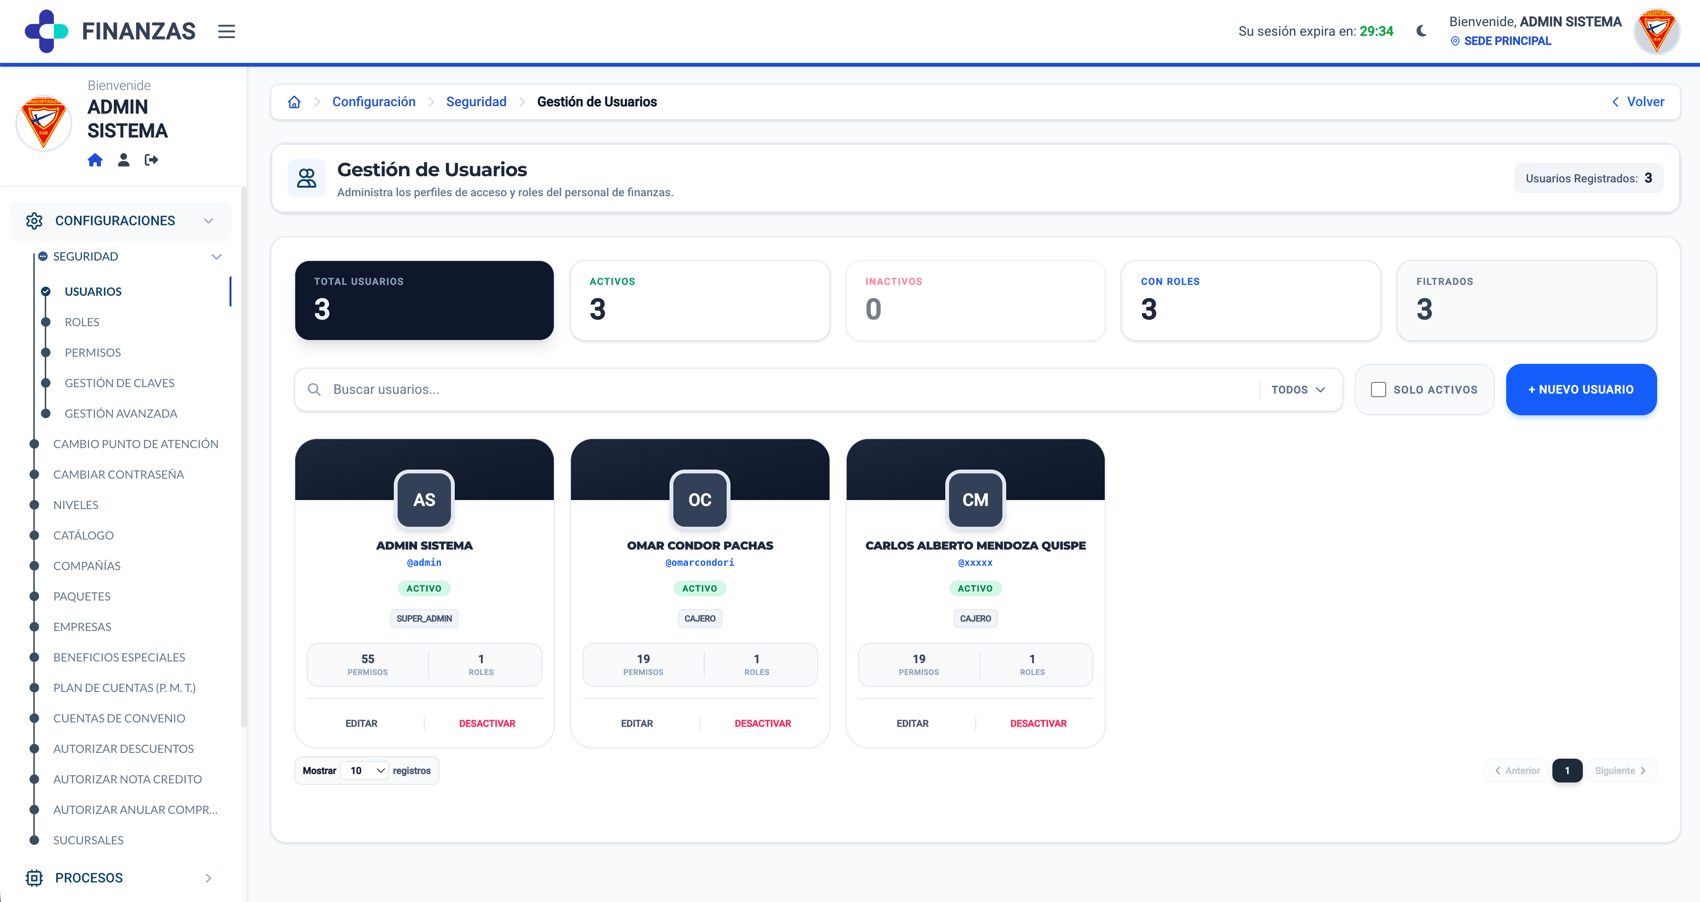 FINANZAS
Su sesión expira en: 29:34
Bienvenide, ADMIN SISTEMA
SEDE PRINCIPAL
Bienvenide
ADMIN
SISTEMA
CONFIGURACIONES
SEGURIDAD
USUARIOS
ROLES
PERMISOS
GESTIÓN DE CLAVES
GESTIÓN AVANZADA
CAMBIO PUNTO DE ATENCIÓN
CAMBIAR CONTRASEÑA
NIVELES
CATÁLOGO
COMPAÑÍAS
PAQUETES
EMPRESAS
BENEFICIOS ESPECIALES
PLAN DE CUENTAS (P. M. T.)
CUENTAS DE CONVENIO
AUTORIZAR DESCUENTOS
AUTORIZAR NOTA CREDITO
AUTORIZAR ANULAR COMPR...
SUCURSALES
PROCESOS
Configuración Seguridad Gestión de Usuarios
Volver
Gestión de Usuarios
Administra los perfiles de acceso y roles del personal de finanzas.
Usuarios Registrados: 3
TOTAL USUARIOS
3
ACTIVOS
3
INACTIVOS
0
CON ROLES
3
FILTRADOS
3
Buscar usuarios...
TODOS
SOLO ACTIVOS
+ NUEVO USUARIO
AS
ADMIN SISTEMA
@admin
ACTIVO
SUPER_ADMIN
55 1
PERMISOS ROLES
EDITAR DESACTIVAR
OC
OMAR CONDOR PACHAS
@omarcondori
ACTIVO
CAJERO
19 1
PERMISOS ROLES
EDITAR DESACTIVAR
CM
CARLOS ALBERTO MENDOZA QUISPE
@xxxxx
ACTIVO
CAJERO
19 1
PERMISOS ROLES
EDITAR DESACTIVAR
Mostrar 10 registros
Anterior 1 Siguiente